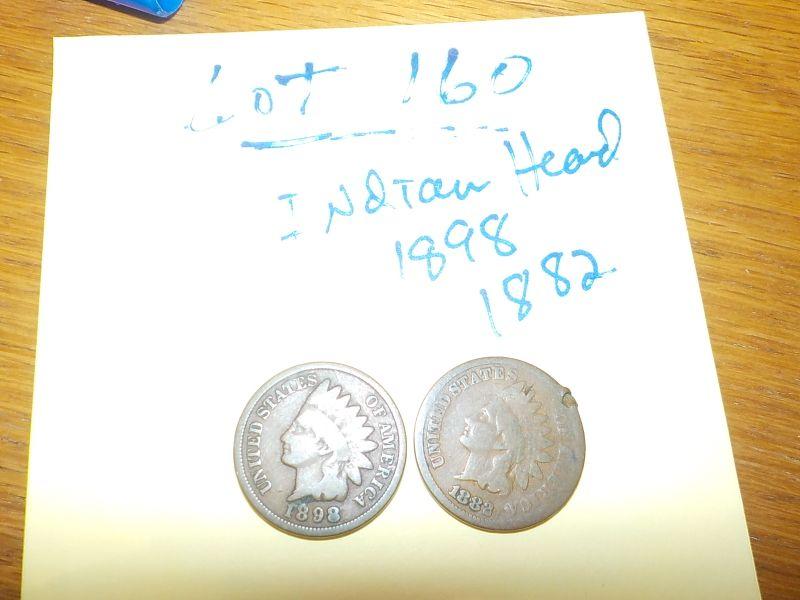 Lot 160
Indian Head
1898
1882
UNITED STATES OF AMERICA
1898
UNITED STATES